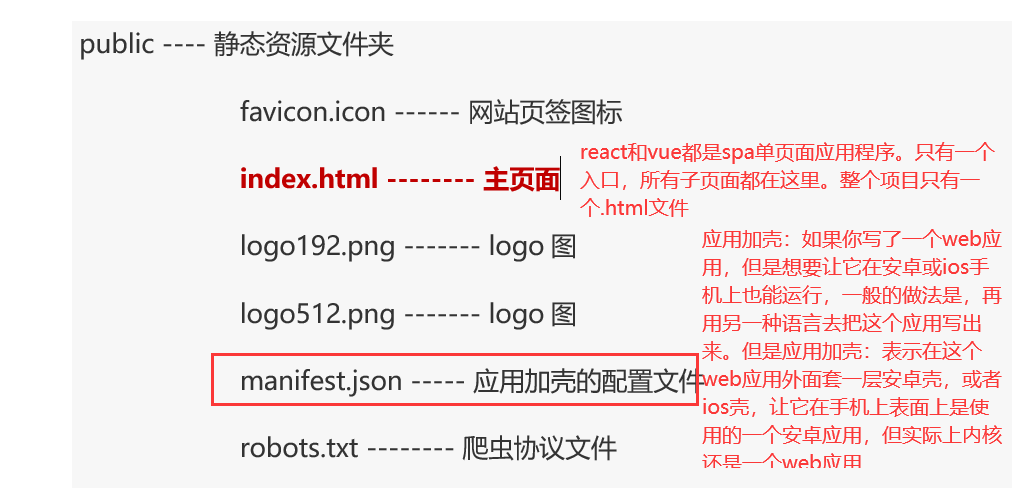 public ---- 静态资源文件夹
favicon.icon ------ 网站页签图标
index.html -------- 主页面
react和vue都是spa单页面应用程序。只有一个
入口，所有子页面都在这里。整个项目只有一
个.html文件
logo192.png ------- logo 图
logo512.png ------- logo 图
manifest.json ----- 应用加壳的配置文件
应用加壳：如果你写了一个web应
用，但是想要让它在安卓或ios手
机上也能运行，一般的做法是，再
用另一种语言去把这个应用写出
来。但是应用加壳：表示在这个
web应用外面套一层安卓壳，或者
ios壳，让它在手机上表面上是使
用的一个安卓应用，但实际上内核
还是一个web应用
robots.txt -------- 爬虫协议文件